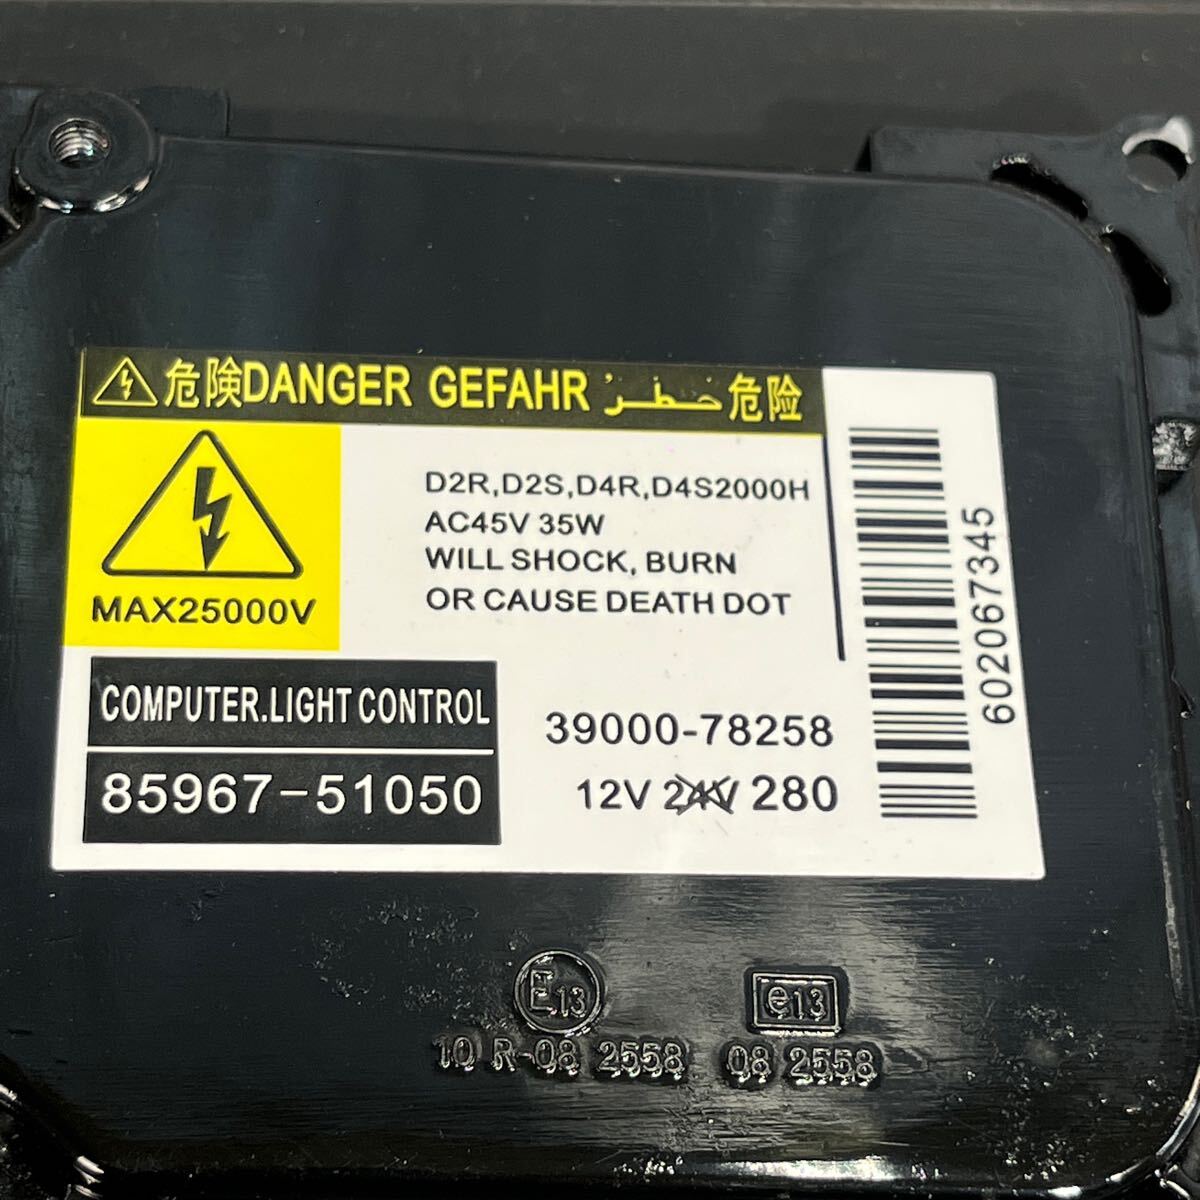 危険DANGER GEFAHR خطر 危险
MAX25000V
D2R,D2S,D4R,D4S2000H
AC45V 35W
WILL SHOCK, BURN
OR CAUSE DEATH DOT
COMPUTER.LIGHT CONTROL
85967-51050
39000-78258
12V 24V 280
602067345
E13
10 R-08 2558
e13
08 2558